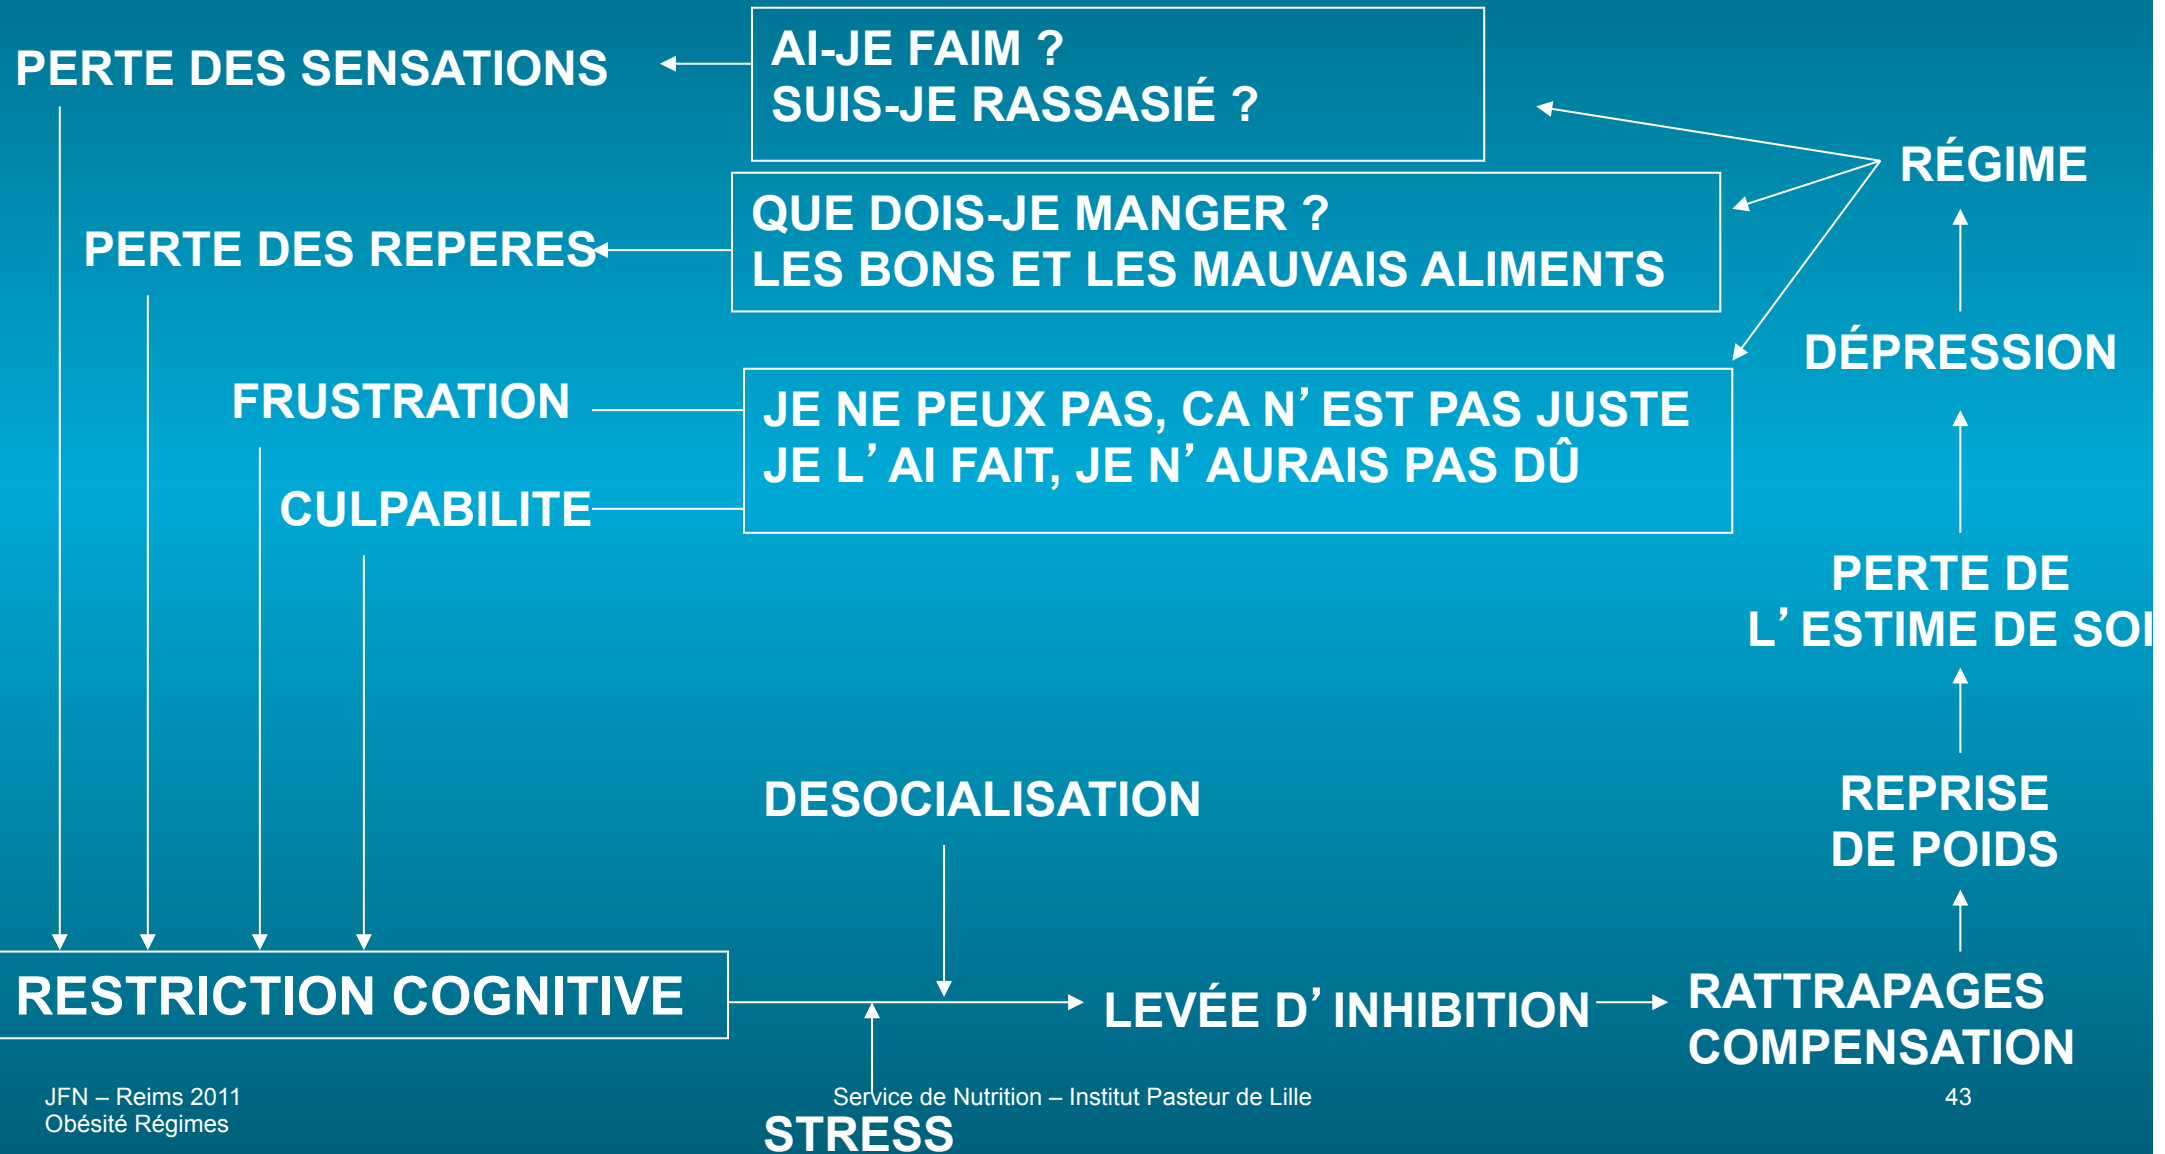 PERTE DES SENSATIONS
AI-JE FAIM ?
SUIS-JE RASSASIÉ ?
RÉGIME
PERTE DES REPERES
QUE DOIS-JE MANGER ?
LES BONS ET LES MAUVAIS ALIMENTS
DÉPRESSION
FRUSTRATION
JE NE PEUX PAS, CA N’EST PAS JUSTE
JE L’AI FAIT, JE N’AURAIS PAS DÛ
CULPABILITE
PERTE DE
L’ESTIME DE SOI
REPRISE
DE POIDS
DESOCIALISATION
RESTRICTION COGNITIVE
LEVÉE D’INHIBITION
RATTRAPAGES
COMPENSATION
STRESS
JFN – Reims 2011
Obésité Régimes
Service de Nutrition – Institut Pasteur de Lille
43